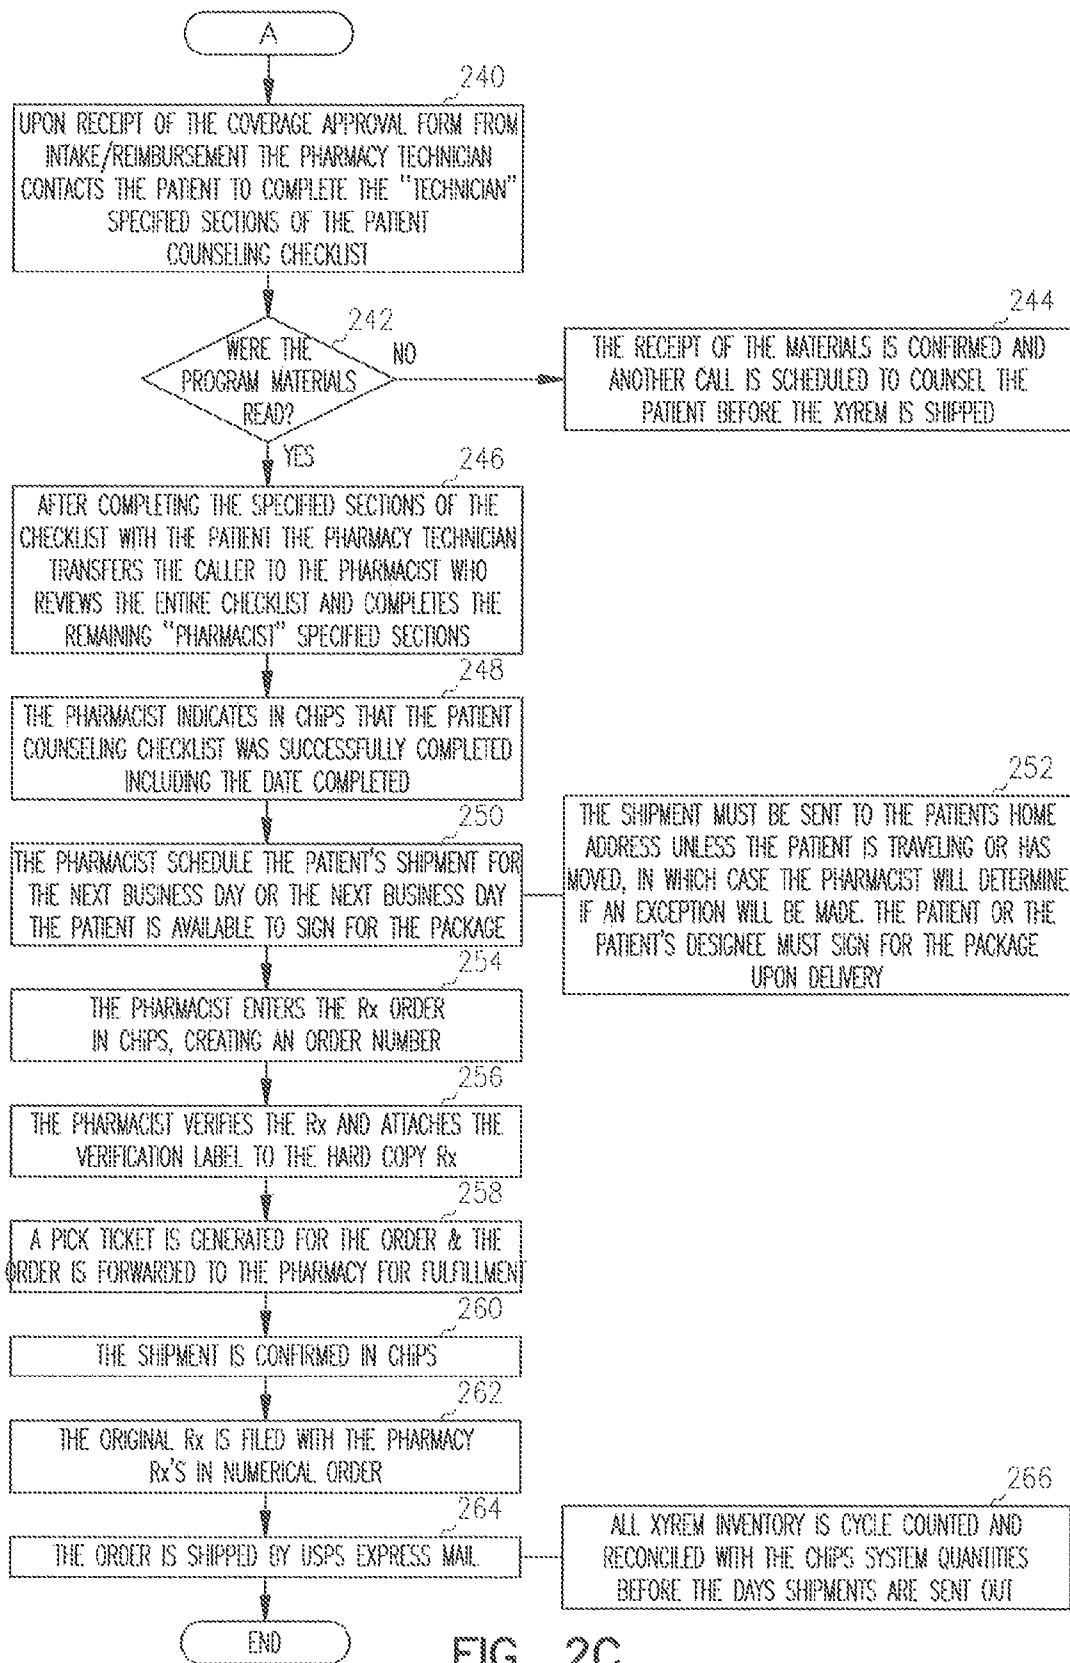 A
240
UPON RECEIPT OF THE COVERAGE APPROVAL FORM FROM
INTAKE/REIMBURSEMENT THE PHARMACY TECHNICIAN
CONTACTS THE PATIENT TO COMPLETE THE "TECHNICIAN"
SPECIFIED SECTIONS OF THE PATIENT
COUNSELING CHECKLIST
242
WERE THE
PROGRAM MATERIALS
READ?
NO
YES
244
THE RECEIPT OF THE MATERIALS IS CONFIRMED AND
ANOTHER CALL IS SCHEDULED TO COUNSEL THE
PATIENT BEFORE THE XYREM IS SHIPPED
246
AFTER COMPLETING THE SPECIFIED SECTIONS OF THE
CHECKLIST WITH THE PATIENT THE PHARMACY TECHNICIAN
TRANSFERS THE CALLER TO THE PHARMACIST WHO
REVIEWS THE ENTIRE CHECKLIST AND COMPLETES THE
REMAINING "PHARMACIST" SPECIFIED SECTIONS
248
THE PHARMACIST INDICATES IN CHiPS THAT THE PATIENT
COUNSELING CHECKLIST WAS SUCCESSFULLY COMPLETED
INCLUDING THE DATE COMPLETED
250
THE PHARMACIST SCHEDULE THE PATIENT'S SHIPMENT FOR
THE NEXT BUSINESS DAY OR THE NEXT BUSINESS DAY
THE PATIENT IS AVAILABLE TO SIGN FOR THE PACKAGE
252
THE SHIPMENT MUST BE SENT TO THE PATIENTS HOME
ADDRESS UNLESS THE PATIENT IS TRAVELING OR HAS
MOVED, IN WHICH CASE THE PHARMACIST WILL DETERMINE
IF AN EXCEPTION WILL BE MADE. THE PATIENT OR THE
PATIENT'S DESIGNEE MUST SIGN FOR THE PACKAGE
UPON DELIVERY
254
THE PHARMACIST ENTERS THE Rx ORDER
IN CHiPS, CREATING AN ORDER NUMBER
256
THE PHARMACIST VERIFIES THE Rx AND ATTACHES THE
VERIFICATION LABEL TO THE HARD COPY Rx
258
A PICK TICKET IS GENERATED FOR THE ORDER & THE
ORDER IS FORWARDED TO THE PHARMACY FOR FULFILLMENT
260
THE SHIPMENT IS CONFIRMED IN CHiPS
262
THE ORIGINAL Rx IS FILED WITH THE PHARMACY
Rx'S IN NUMERICAL ORDER
264
THE ORDER IS SHIPPED BY USPS EXPRESS MAIL
266
ALL XYREM INVENTORY IS CYCLE COUNTED AND
RECONCILED WITH THE CHiPS SYSTEM QUANTITIES
BEFORE THE DAYS SHIPMENTS ARE SENT OUT
END
FIG. 2C